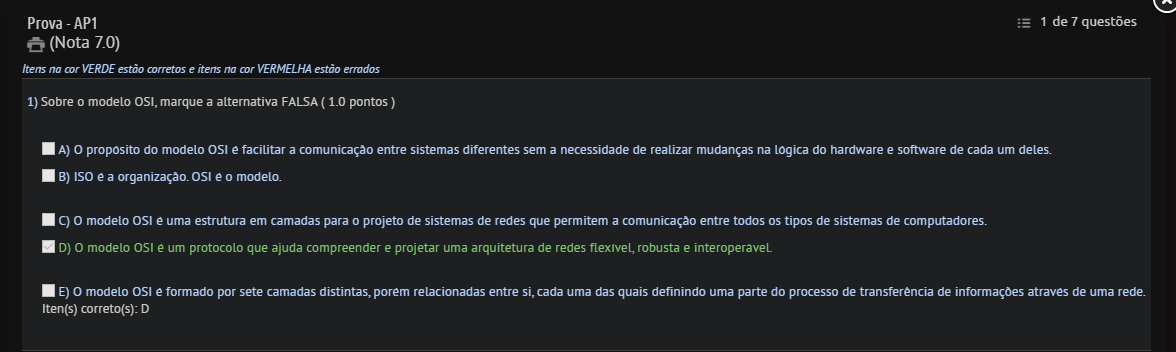 Prova - AP1
1 de 7 questões
(Nota 7.0)
Itens na cor VERDE estão corretos e itens na cor VERMELHA estão errados
1) Sobre o modelo OSI, marque a alternativa FALSA ( 1.0 pontos )
A) O propósito do modelo OSI é facilitar a comunicação entre sistemas diferentes sem a necessidade de realizar mudanças na lógica do hardware e software de cada um deles.
B) ISO é a organização. OSI é o modelo.
C) O modelo OSI é uma estrutura em camadas para o projeto de sistemas de redes que permitem a comunicação entre todos os tipos de sistemas de computadores.
D) O modelo OSI é um protocolo que ajuda compreender e projetar uma arquitetura de redes flexível, robusta e interoperável.
E) O modelo OSI é formado por sete camadas distintas, porém relacionadas entre si, cada uma das quais definindo uma parte do processo de transferência de informações através de uma rede.
Iten(s) correto(s): D